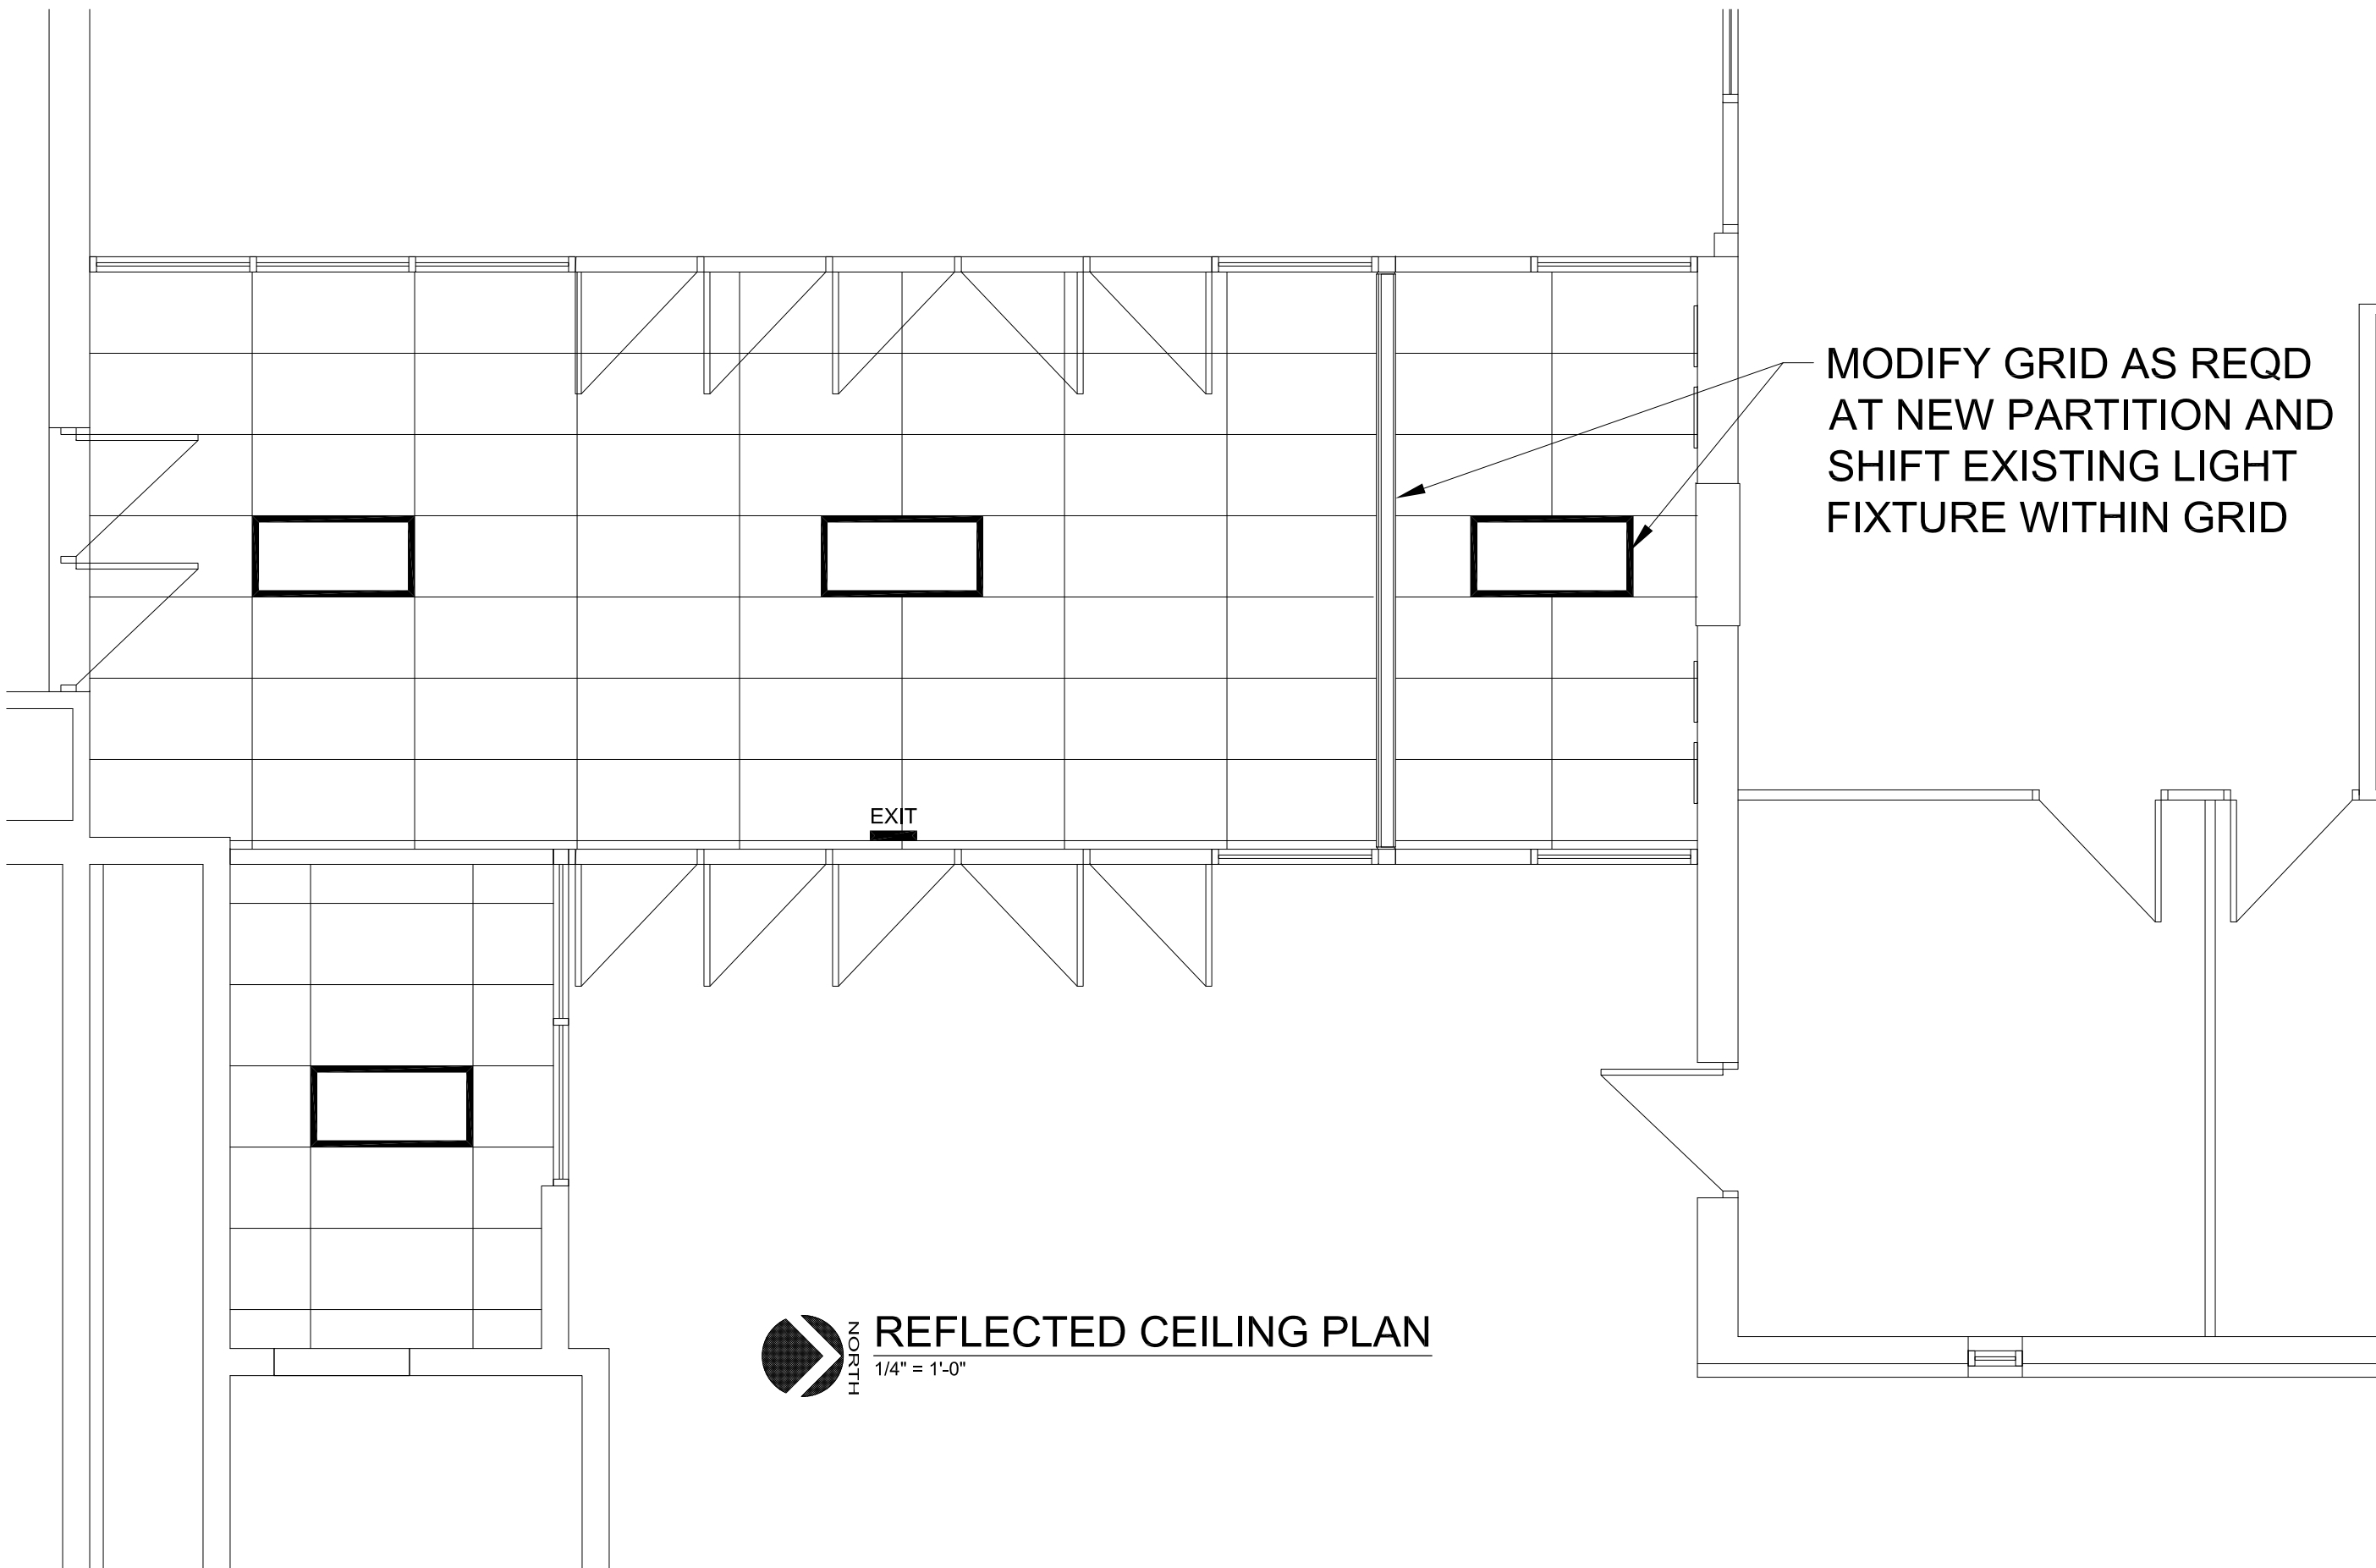 MODIFY GRID AS REQD
AT NEW PARTITION AND
SHIFT EXISTING LIGHT
FIXTURE WITHIN GRID
EXIT
NORTH
REFLECTED CEILING PLAN
1/4" = 1'-0"